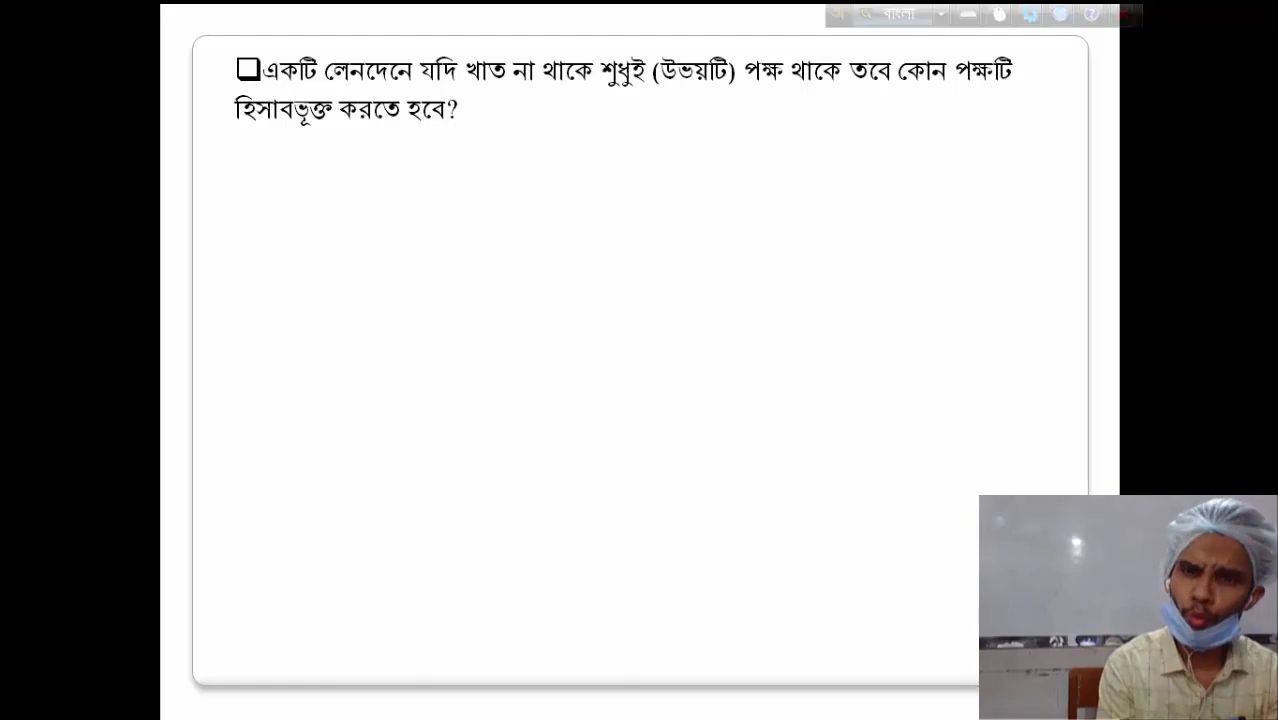 বাংলা
একটি লেনদেনে যদি খাত না থাকে শুধুই (উভয়টি) পক্ষ থাকে তবে কোন পক্ষটি
হিসাবভূক্ত করতে হবে?